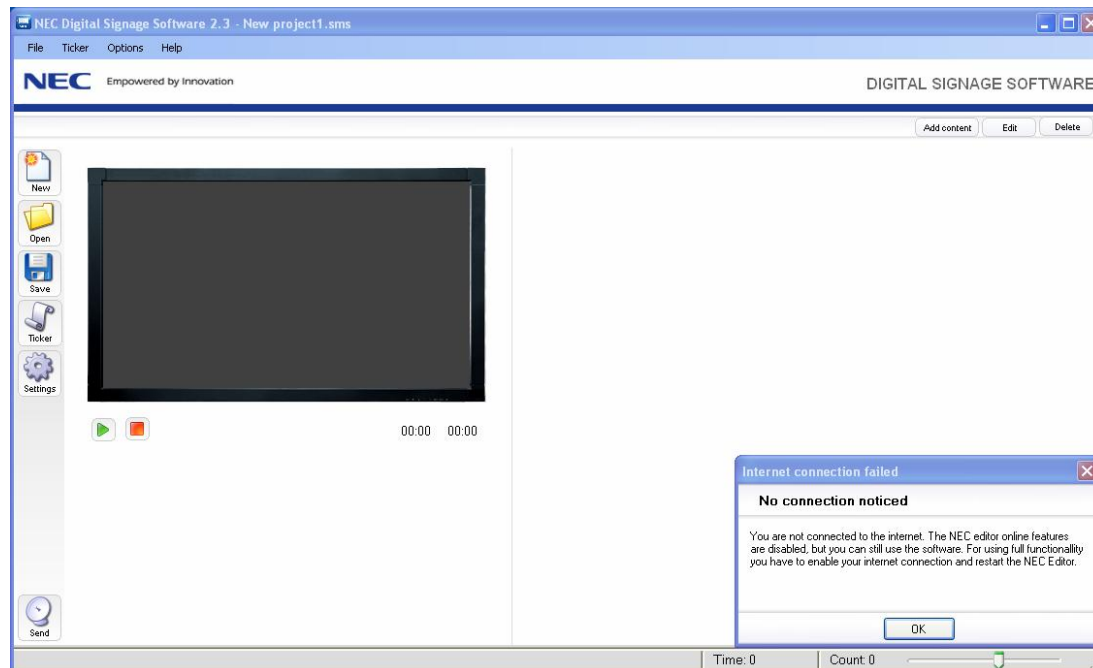 NEC Digital Signage Software 2.3 - New project1.sms
File Ticker Options Help
NEC Empowered by Innovation
DIGITAL SIGNAGE SOFTWARE
Add content Edit Delete
New
Open
Save
Ticker
Settings
00:00 00:00
Internet connection failed
No connection noticed
You are not connected to the internet. The NEC editor online features
are disabled, but you can still use the software. For using full functionallity
you have to enable your internet connection and restart the NEC Editor.
OK
Send
Time: 0 Count: 0